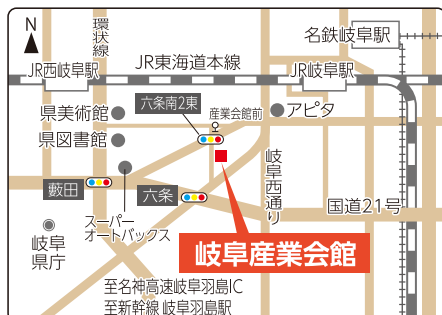 N
環状線
名鉄岐阜駅
JR東海道本線
JR西岐阜駅
JR岐阜駅
六条南2東
県美術館
産業会館前
アピタ
県図書館
岐阜西通り
藪田
六条
スーパー
オートバックス
国道21号
岐阜
県庁
岐阜産業会館
至名神高速岐阜羽島IC
至新幹線 岐阜羽島駅